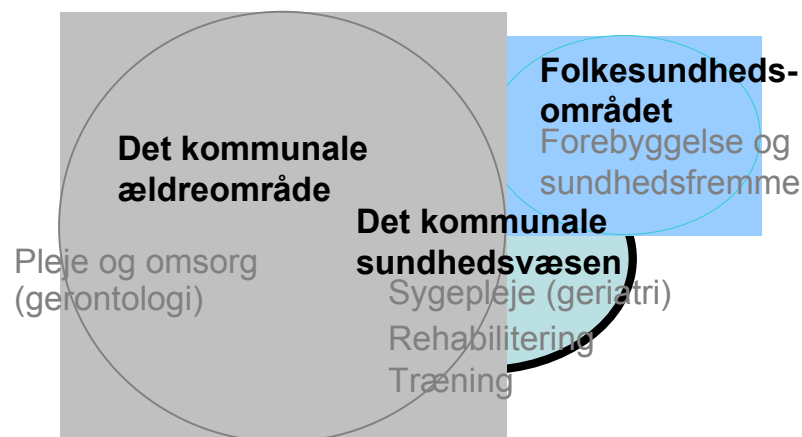 Folkesundheds-
området
Forebyggelse og
sundhedsfremme
Det kommunale
ældreområde
Det kommunale
sundhedsvæsen
Pleje og omsorg
(gerontologi)
Sygepleje (geriatri)
Rehabilitering
Træning